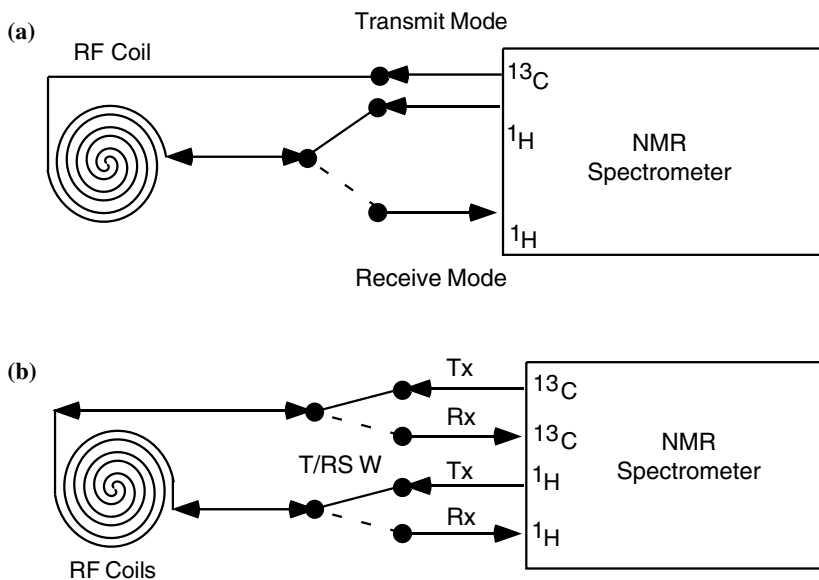 (a)
Transmit Mode
RF Coil
¹³C
¹H
NMR
Spectrometer
¹H
Receive Mode
(b)
Tx
¹³C
Rx
¹³C
NMR
Spectrometer
T/RS W
Tx
¹H
Rx
¹H
RF Coils